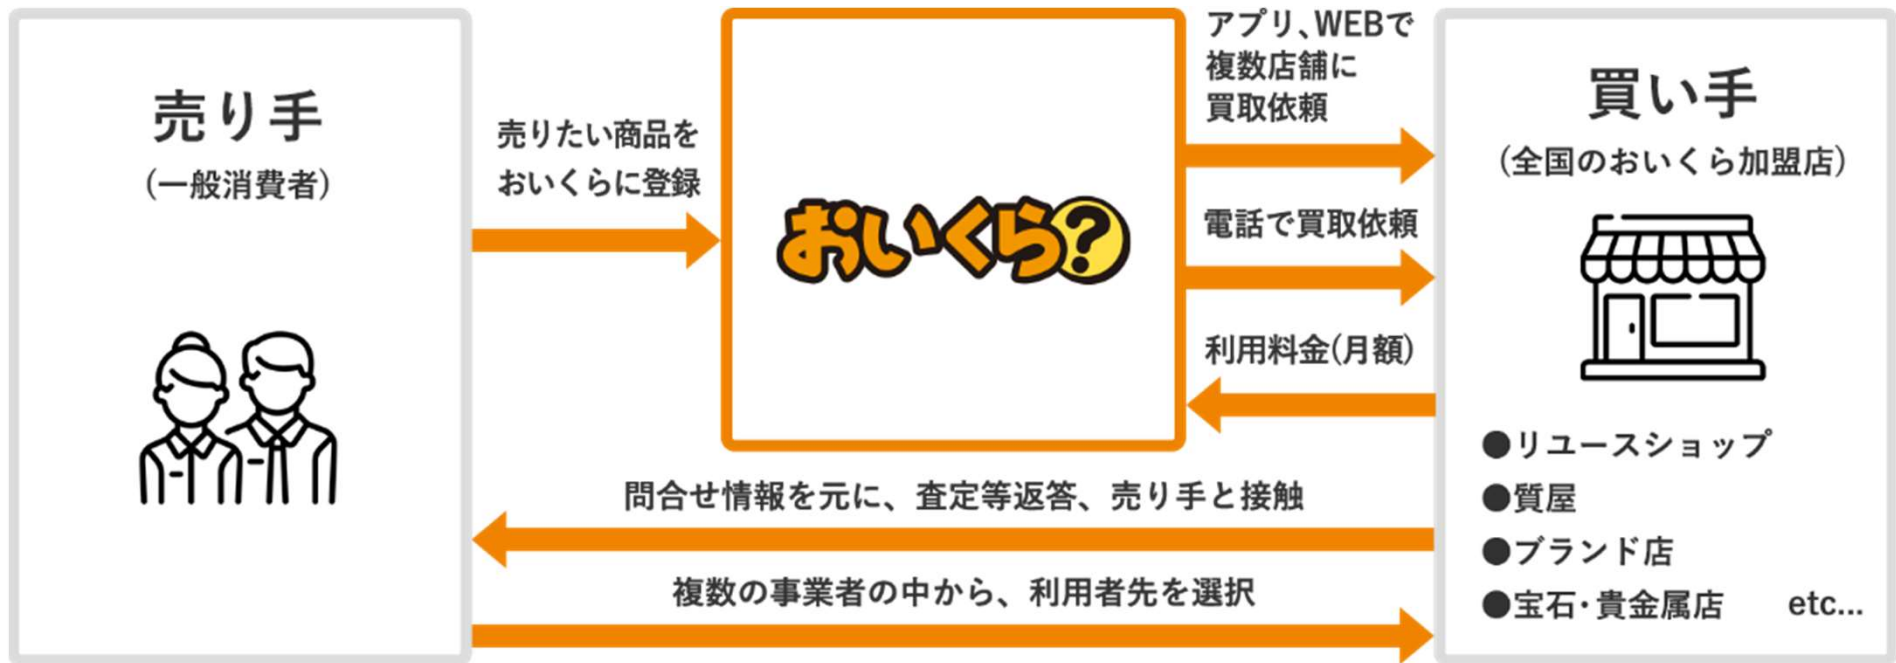 売り手
(一般消費者)
売りたい商品を
おいくらに登録
おいくら?
アプリ、WEBで
複数店舗に
買取依頼
電話で買取依頼
利用料金(月額)
買い手
(全国のおいくら加盟店)
●リユースショップ
●質屋
●ブランド店
●宝石・貴金属店 etc...
問合せ情報を元に、査定等返答、売り手と接触
複数の事業者の中から、利用者先を選択